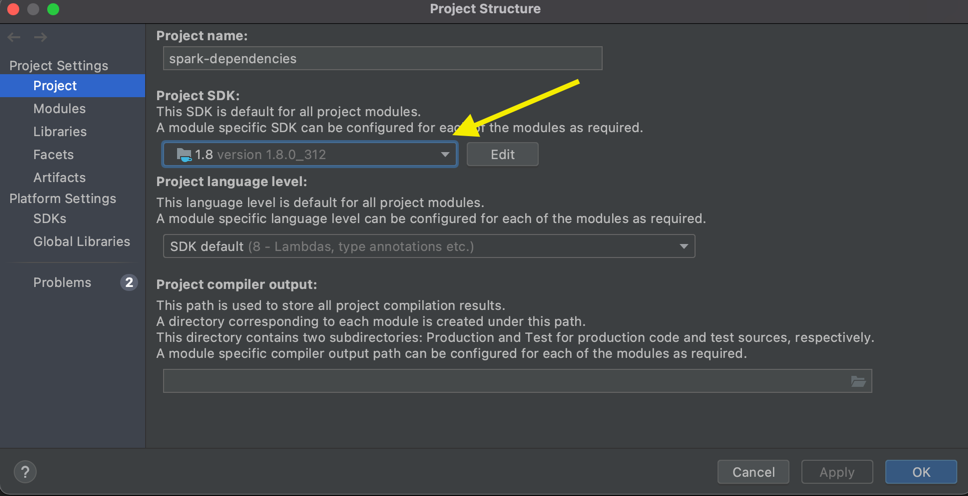 Project Structure
Project Settings
Project
Modules
Libraries
Facets
Artifacts
Platform Settings
SDKs
Global Libraries
Problems 2
Project name:
spark-dependencies
Project SDK:
This SDK is default for all project modules.
A module specific SDK can be configured for each of the modules as required.
1.8 version 1.8.0_312 Edit
Project language level:
This language level is default for all project modules.
A module specific language level can be configured for each of the modules as required.
SDK default (8 - Lambdas, type annotations etc.)
Project compiler output:
This path is used to store all project compilation results.
A directory corresponding to each module is created under this path.
This directory contains two subdirectories: Production and Test for production code and test sources, respectively.
A module specific compiler output path can be configured for each of the modules as required.
? Cancel Apply OK